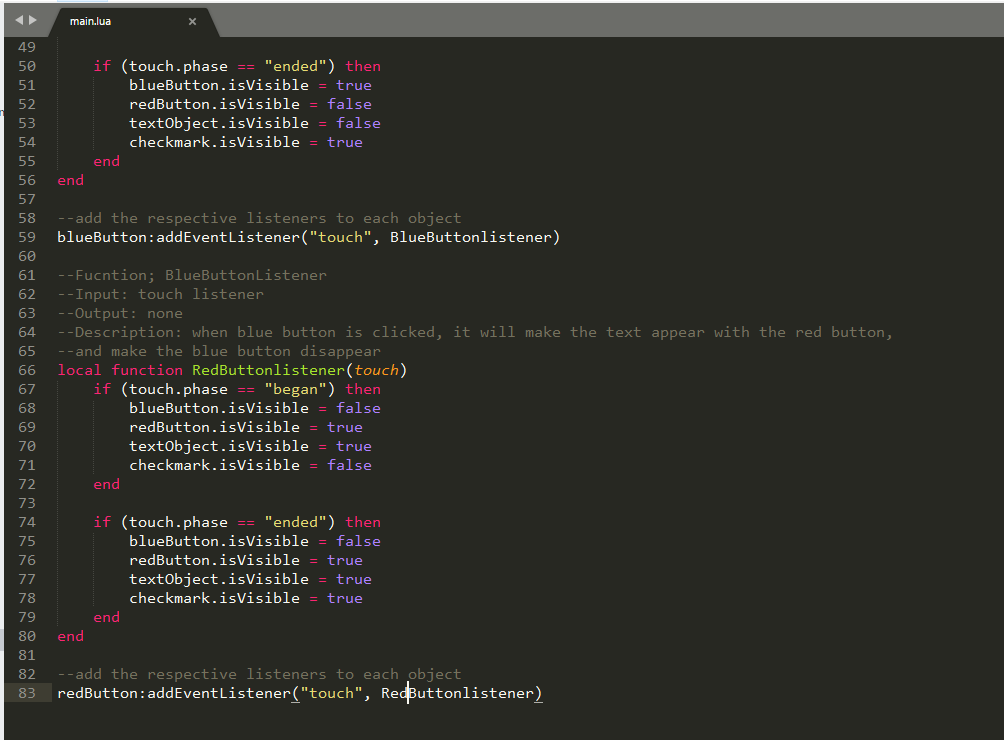 main.lua ×
49
50 if (touch.phase == "ended") then
51 blueButton.isVisible = true
52 redButton.isVisible = false
53 textObject.isVisible = false
54 checkmark.isVisible = true
55 end
56 end
57
58 --add the respective listeners to each object
59 blueButton:addEventListener("touch", BlueButtonlistener)
60
61 --Fucntion; BlueButtonListener
62 --Input: touch listener
63 --Output: none
64 --Description: when blue button is clicked, it will make the text appear with the red button,
65 --and make the blue button disappear
66 local function RedButtonlistener(touch)
67 if (touch.phase == "began") then
68 blueButton.isVisible = false
69 redButton.isVisible = true
70 textObject.isVisible = true
71 checkmark.isVisible = false
72 end
73
74 if (touch.phase == "ended") then
75 blueButton.isVisible = false
76 redButton.isVisible = true
77 textObject.isVisible = true
78 checkmark.isVisible = true
79 end
80 end
81
82 --add the respective listeners to each object
83 redButton:addEventListener("touch", RedButtonlistener)